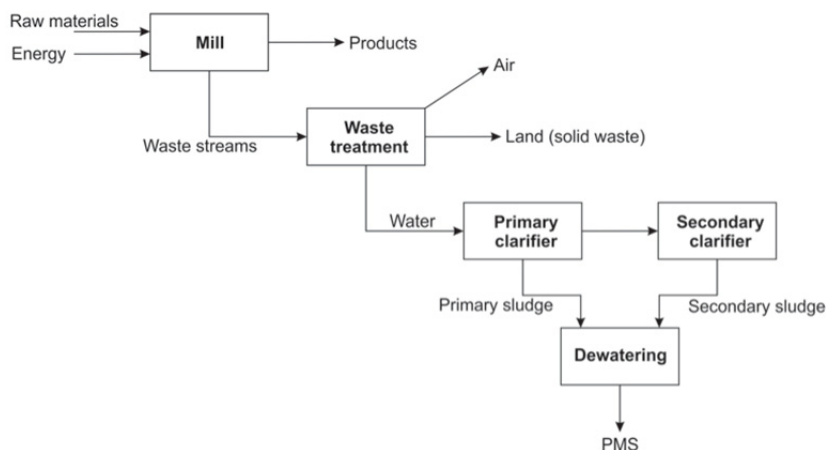 Raw materials
Mill
Energy
Products
Air
Waste
treatment
Waste streams
Land (solid waste)
Water
Primary
clarifier
Secondary
clarifier
Primary sludge
Secondary sludge
Dewatering
PMS